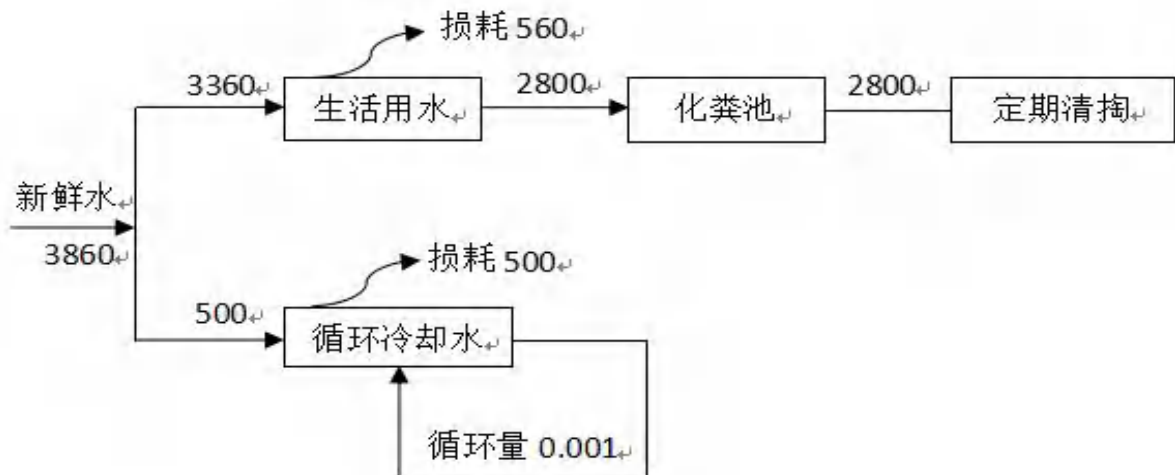 损耗 560
3360
生活用水
2800
化粪池
2800
定期清掏
新鲜水
3860
损耗 500
500
循环冷却水
循环量 0.001